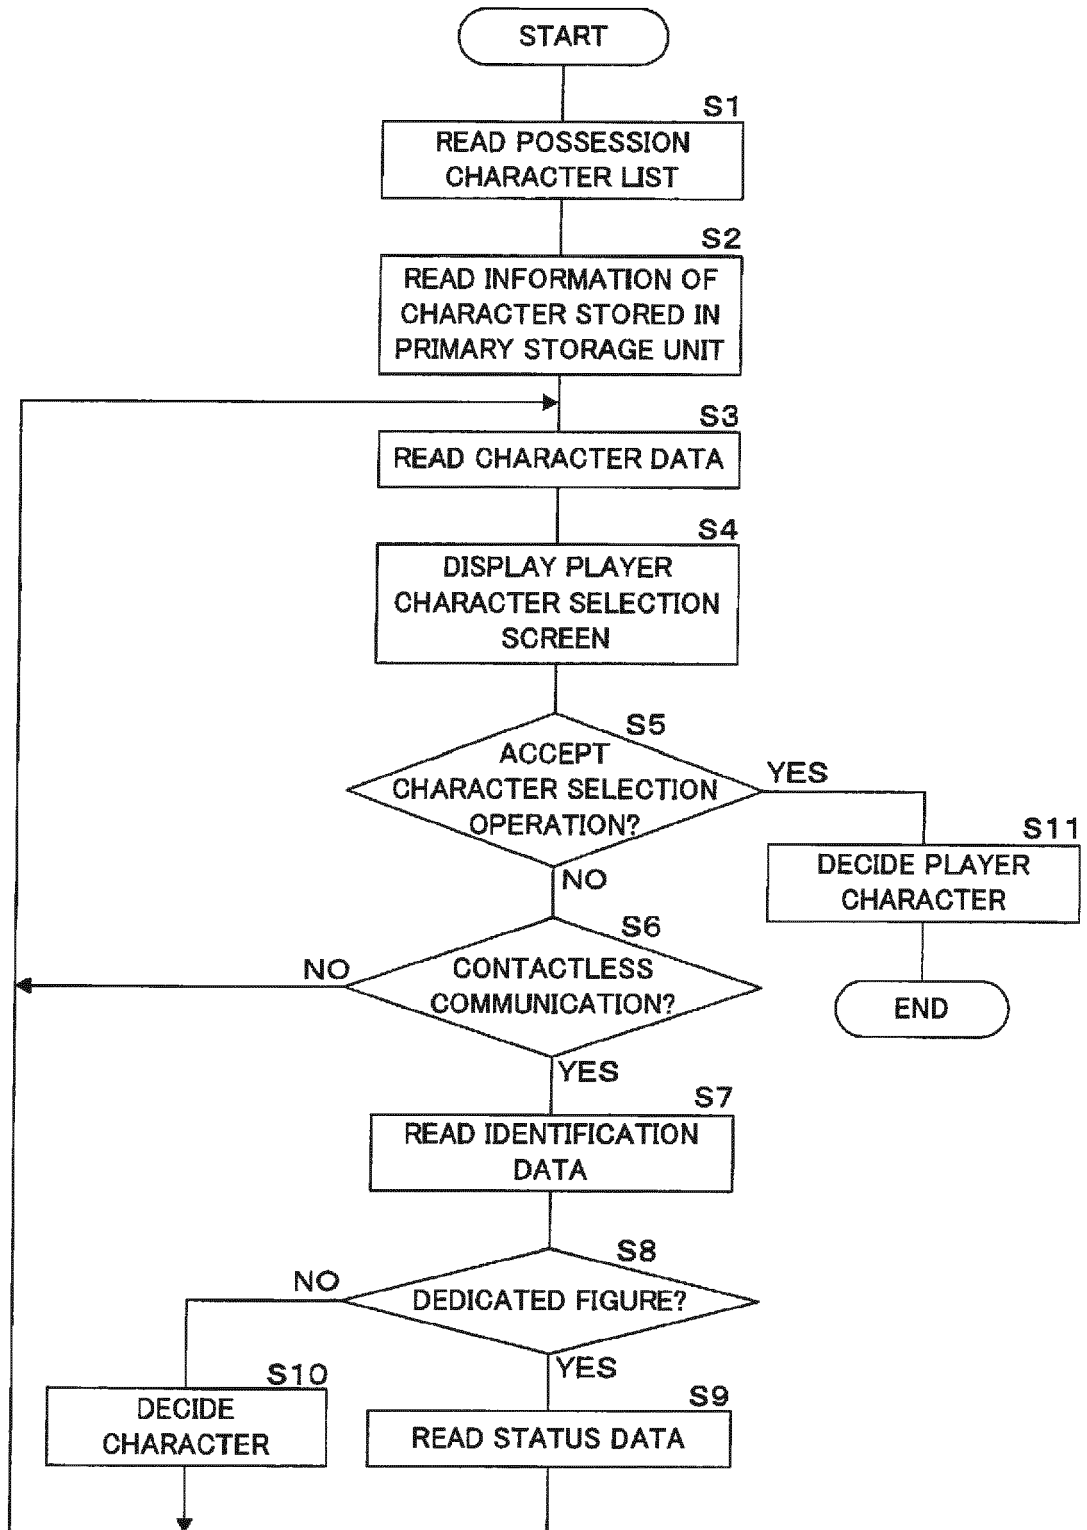 START
S1
READ POSSESSION
CHARACTER LIST
S2
READ INFORMATION OF
CHARACTER STORED IN
PRIMARY STORAGE UNIT
S3
READ CHARACTER DATA
S4
DISPLAY PLAYER
CHARACTER SELECTION
SCREEN
S5
ACCEPT
CHARACTER SELECTION
OPERATION?
YES
S11
DECIDE PLAYER
CHARACTER
END
NO
S6
CONTACTLESS
COMMUNICATION?
NO
YES
S7
READ IDENTIFICATION
DATA
S8
DEDICATED FIGURE?
NO
YES
S10
DECIDE
CHARACTER
S9
READ STATUS DATA